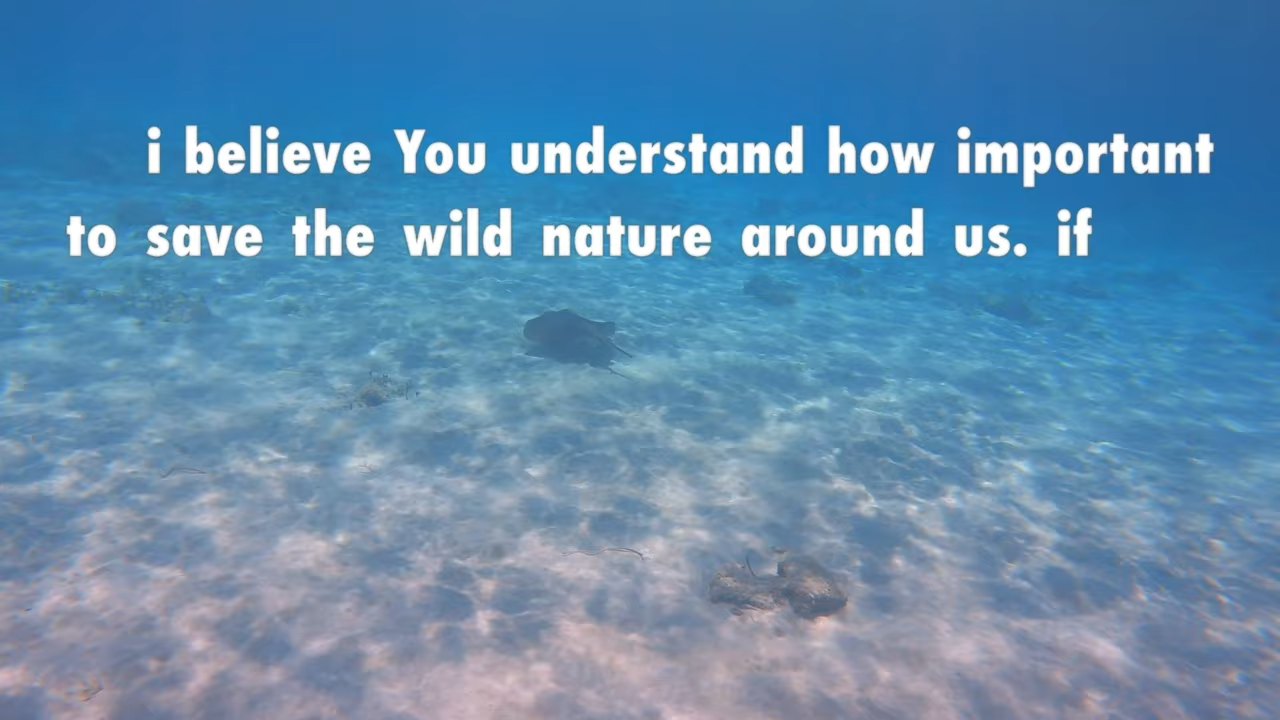 i believe You understand how important
to save the wild nature around us. if